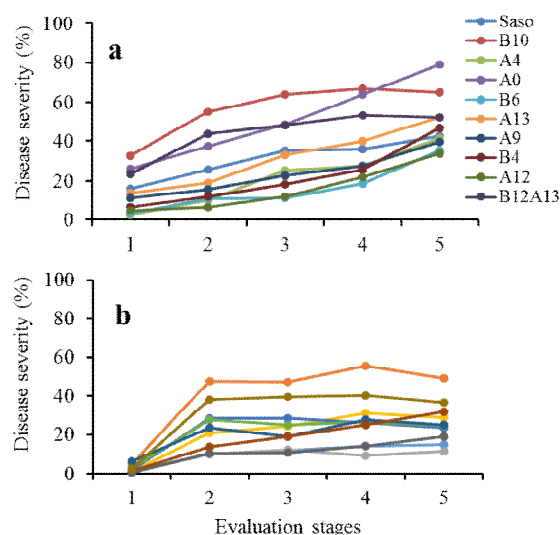 Disease severity (%)
100
80
60
40
20
0
a
1 2 3 4 5
Saso
B10
A4
A0
B6
A13
A9
B4
A12
B12A13
Disease severity (%)
100
80
60
40
20
0
b
1 2 3 4 5
Evaluation stages